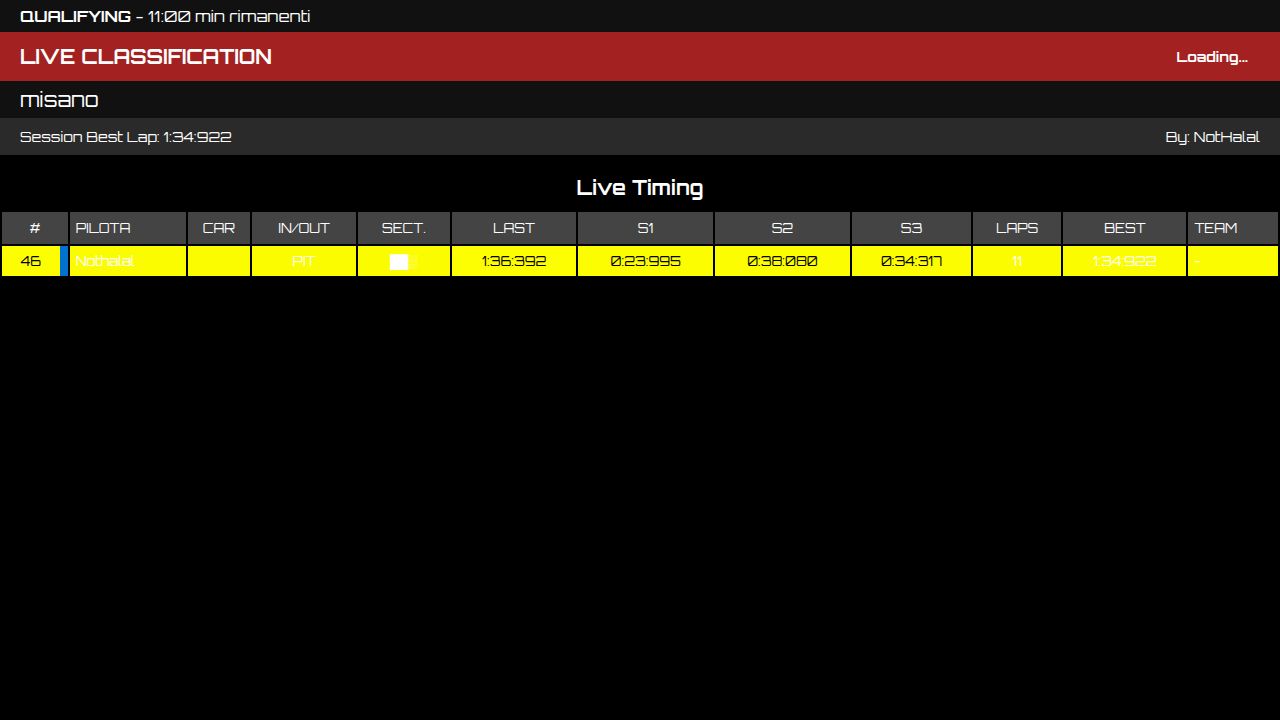 QUALIFYING - 11:00 min rimanenti
LIVE CLASSIFICATION Loading...
misano
Session Best Lap: 1:34:922 By: NotHalal
Live Timing
# PILOTA CAR IN/OUT SECT. LAST S1 S2 S3 LAPS BEST TEAM
46 Nothalal PIT 1:36:392 0:23:995 0:38:080 0:34:317 11 1:34:922 -